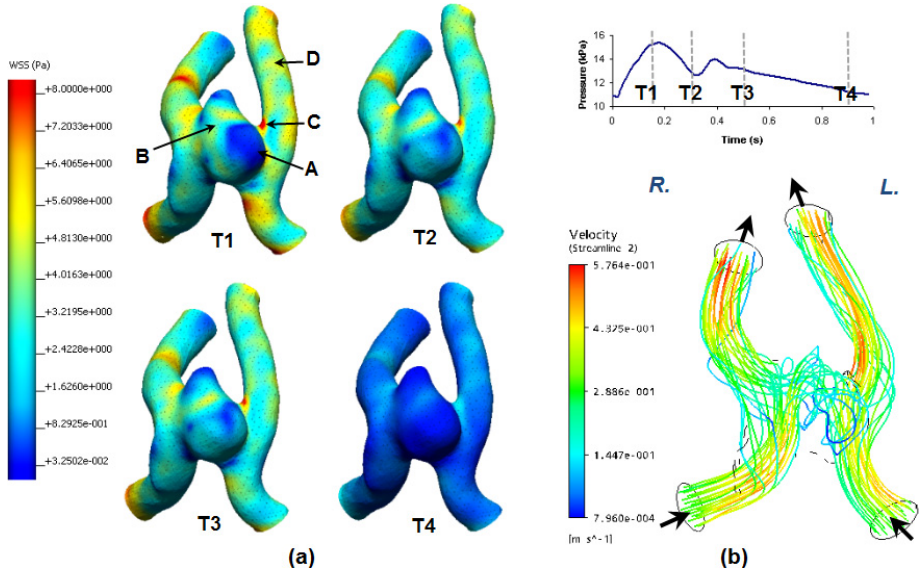 WSS (Pa)
+8.0000e+000
+7.2033e+000
+6.4065e+000
+5.6098e+000
+4.8130e+000
+4.0163e+000
+3.2195e+000
+2.4228e+000
+1.6260e+000
+8.2925e-001
+3.2502e-002
D
C
B
A
T1
T2
T3
T4
(a)
Pressure (kPa)
16
14
12
10
T1
T2
T3
T4
0
0.2
0.4
0.6
0.8
1
Time (s)
R.
L.
Velocity
(Streamline 2)
5.764e-001
4.325e-001
2.886e-001
1.447e-001
7.960e-004
[m s^-1]
(b)